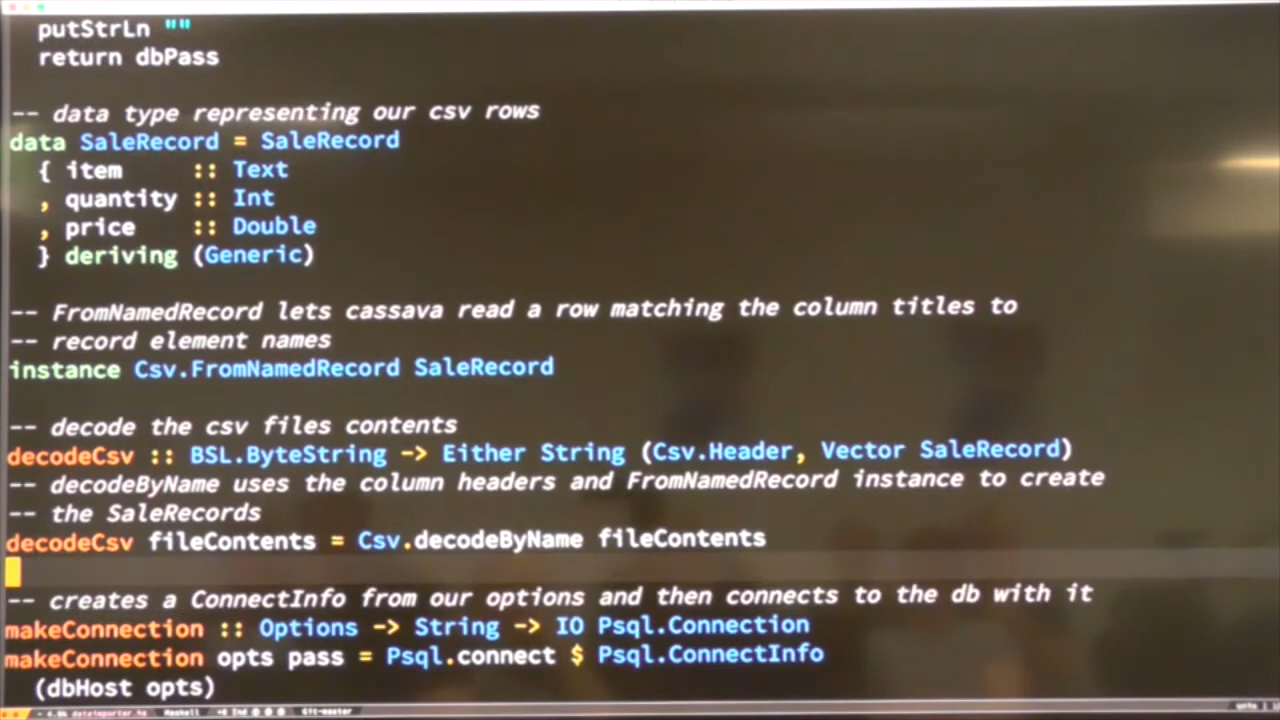 putStrLn ""
return dbPass
-- data type representing our csv rows
data SaleRecord = SaleRecord
{ item :: Text
, quantity :: Int
, price :: Double
} deriving (Generic)
-- FromNamedRecord lets cassava read a row matching the column titles to
-- record element names
instance Csv.FromNamedRecord SaleRecord
-- decode the csv files contents
decodeCsv :: BSL.ByteString -> Either String (Csv.Header, Vector SaleRecord)
-- decodeByName uses the column headers and FromNamedRecord instance to create
-- the SaleRecords
decodeCsv fileContents = Csv.decodeByName fileContents
-- creates a ConnectInfo from our options and then connects to the db with it
makeConnection :: Options -> String -> IO Psql.Connection
makeConnection opts pass = Psql.connect $ Psql.ConnectInfo
(dbHost opts)
Haskell Git-master